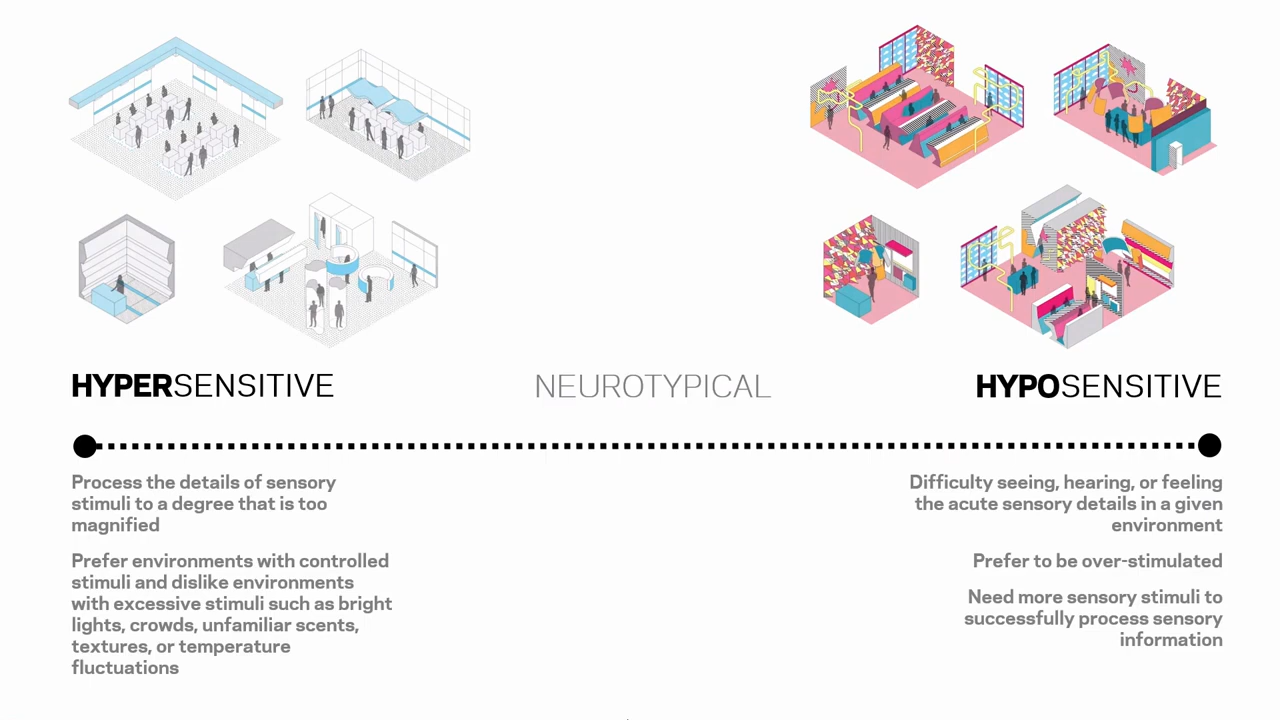 HYPERSENSITIVE
NEUROTYPICAL
HYPOSENSITIVE
Process the details of sensory
stimuli to a degree that is too
magnified
Prefer environments with controlled
stimuli and dislike environments
with excessive stimuli such as bright
lights, crowds, unfamiliar scents,
textures, or temperature
fluctuations
Difficulty seeing, hearing, or feeling
the acute sensory details in a given
environment
Prefer to be over-stimulated
Need more sensory stimuli to
successfully process sensory
information